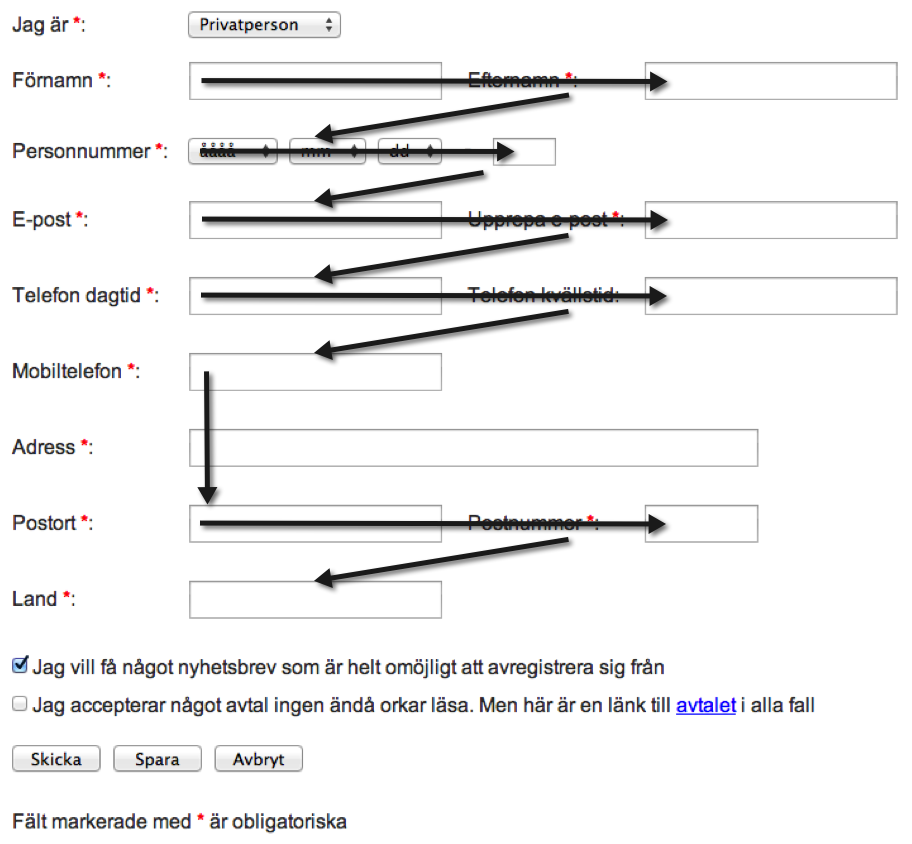 Jag är *: Privatperson
Förnamn *: Efternamn *:
Personnummer *: åååå mm dd -
E-post *: Upprepa e-post *:
Telefon dagtid *: Telefon kvällstid:
Mobiltelefon *:
Adress *:
Postort *: Postnummer *:
Land *:
Jag vill få något nyhetsbrev som är helt omöjligt att avregistrera sig från
Jag accepterar något avtal ingen ändå orkar läsa. Men här är en länk till avtalet i alla fall
Skicka Spara Avbryt
Fält markerade med * är obligatoriska